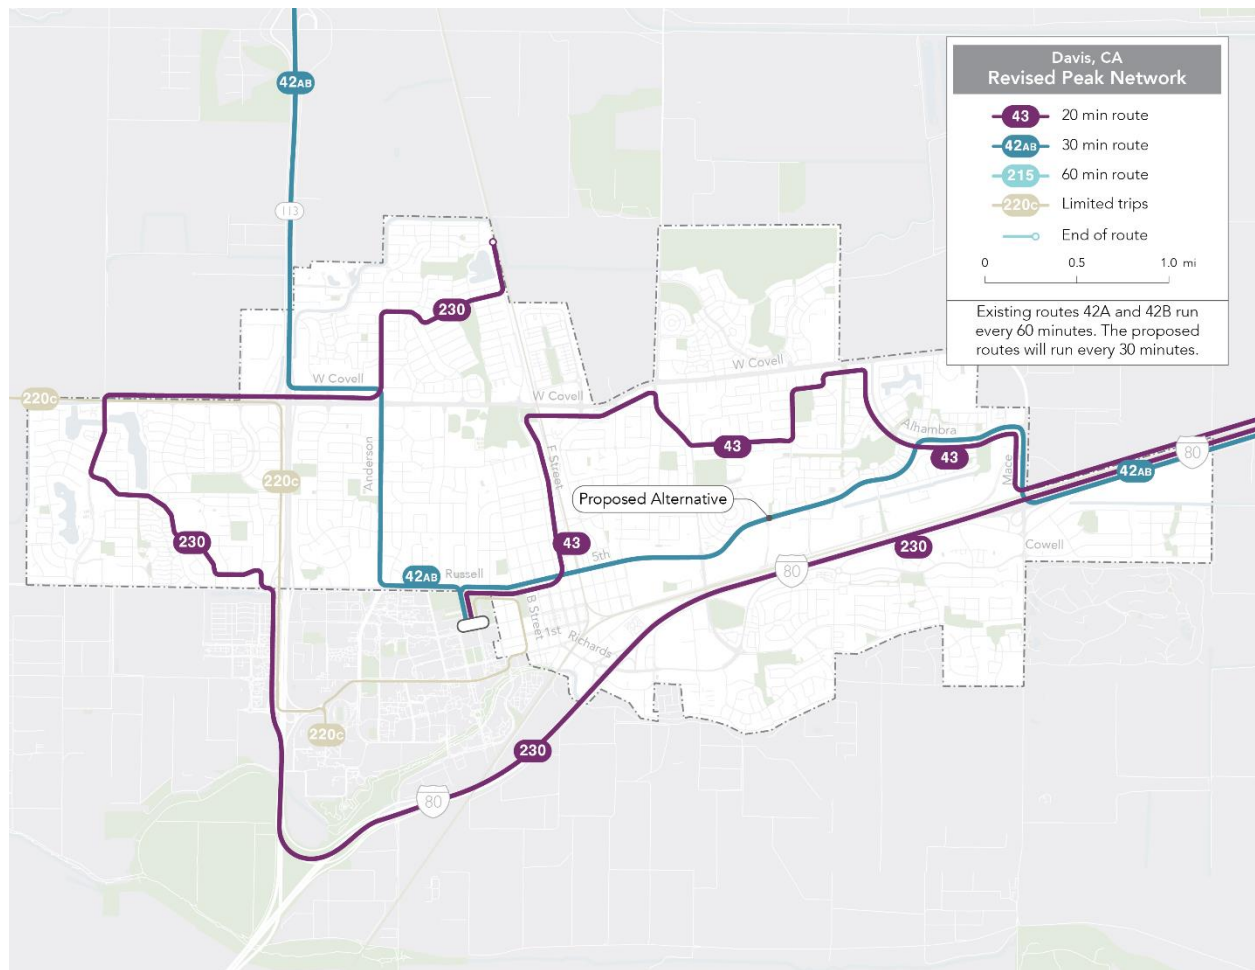 Davis, CA
Revised Peak Network
43 20 min route
42AB 30 min route
215 60 min route
220C Limited trips
End of route
0 0.5 1.0 mi
Existing routes 42A and 42B run
every 60 minutes. The proposed
routes will run every 30 minutes.
42AB
113
230
W Covell
W Covell
220C
43
Alhambra
43
Mace
80
42AB
220C
Anderson
F Street
Proposed Alternative
230
43
230
Cowell
5th
80
42AB
Russell
B Street
1st
Richards
220C
230
80